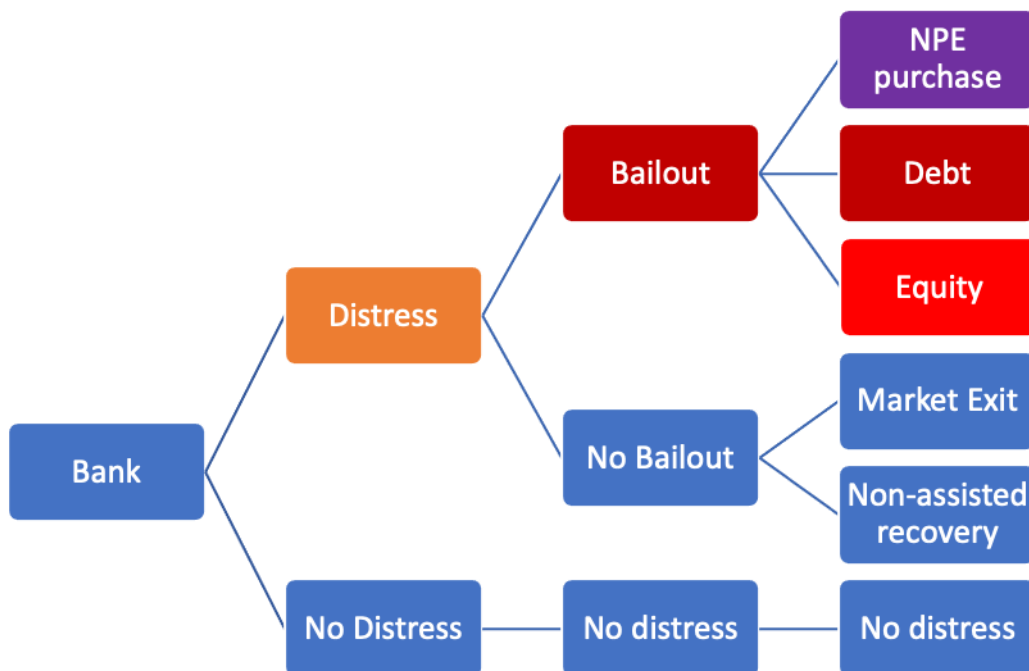 NPE
purchase
Bailout
Debt
Equity
Distress
Market Exit
No Bailout
Bank
Non-assisted
recovery
No Distress
No distress
No distress